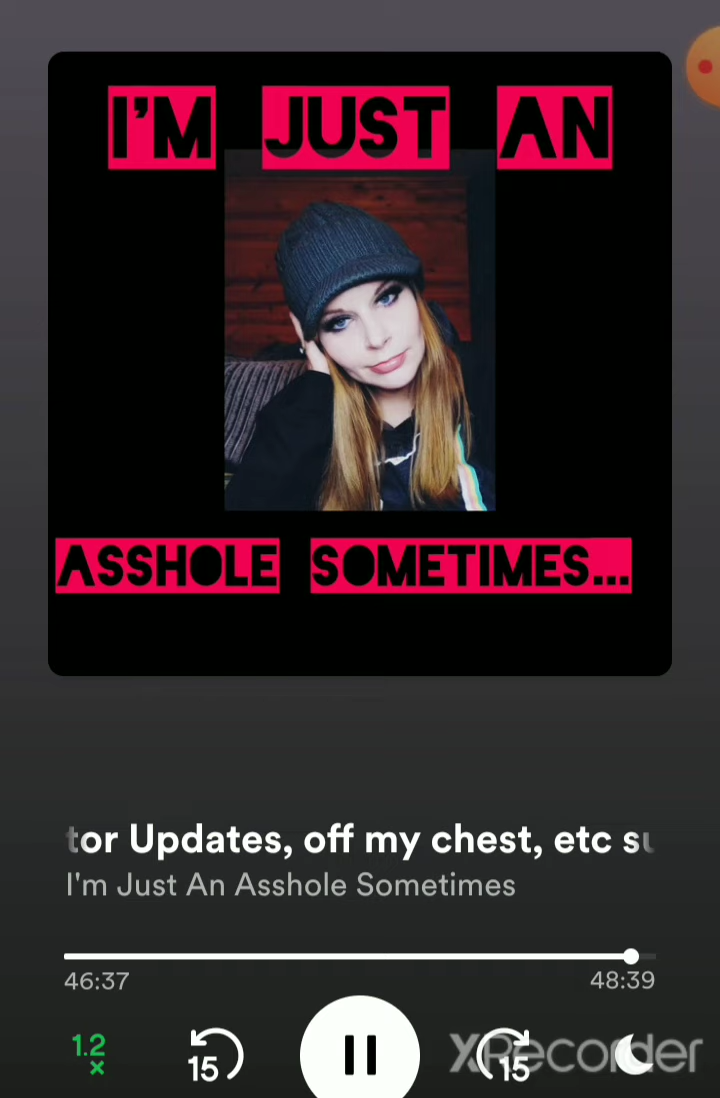 I'M JUST AN
ASSHOLE SOMETIMES...
tor Updates, off my chest, etc su
I'm Just An Asshole Sometimes
46:37 48:39
1.2x 15 15
XRecorder